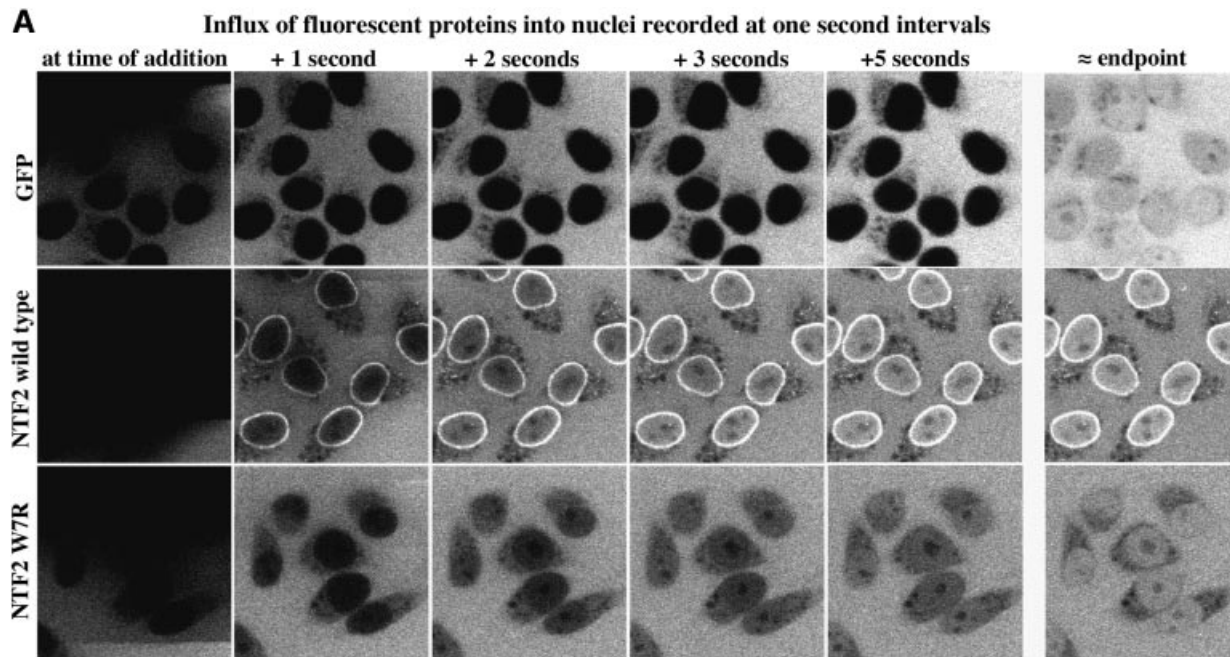 A
Influx of fluorescent proteins into nuclei recorded at one second intervals
at time of addition + 1 second + 2 seconds + 3 seconds +5 seconds ≈ endpoint
GFP
NTF2 wild type
NTF2 W7R